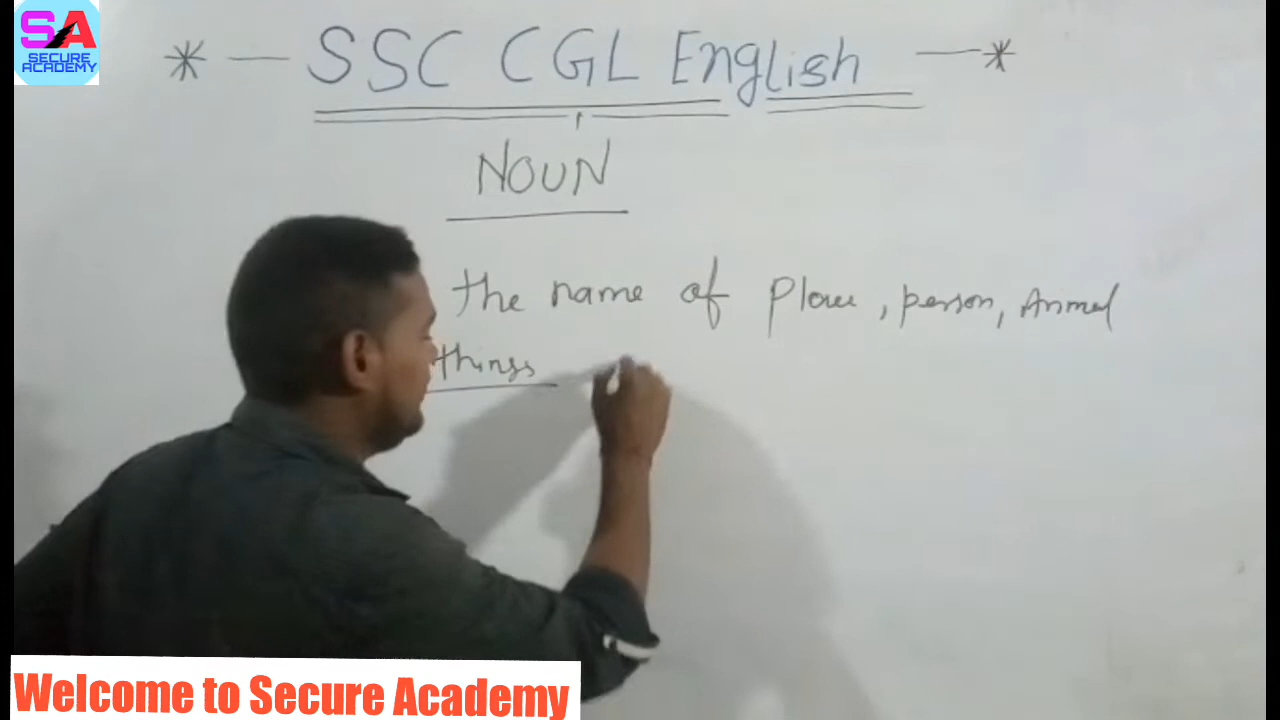 SA
SECURE
ACADEMY
* — SSC CGL English — *
NOUN
the name of place, person, Animal
things
Welcome to Secure Academy